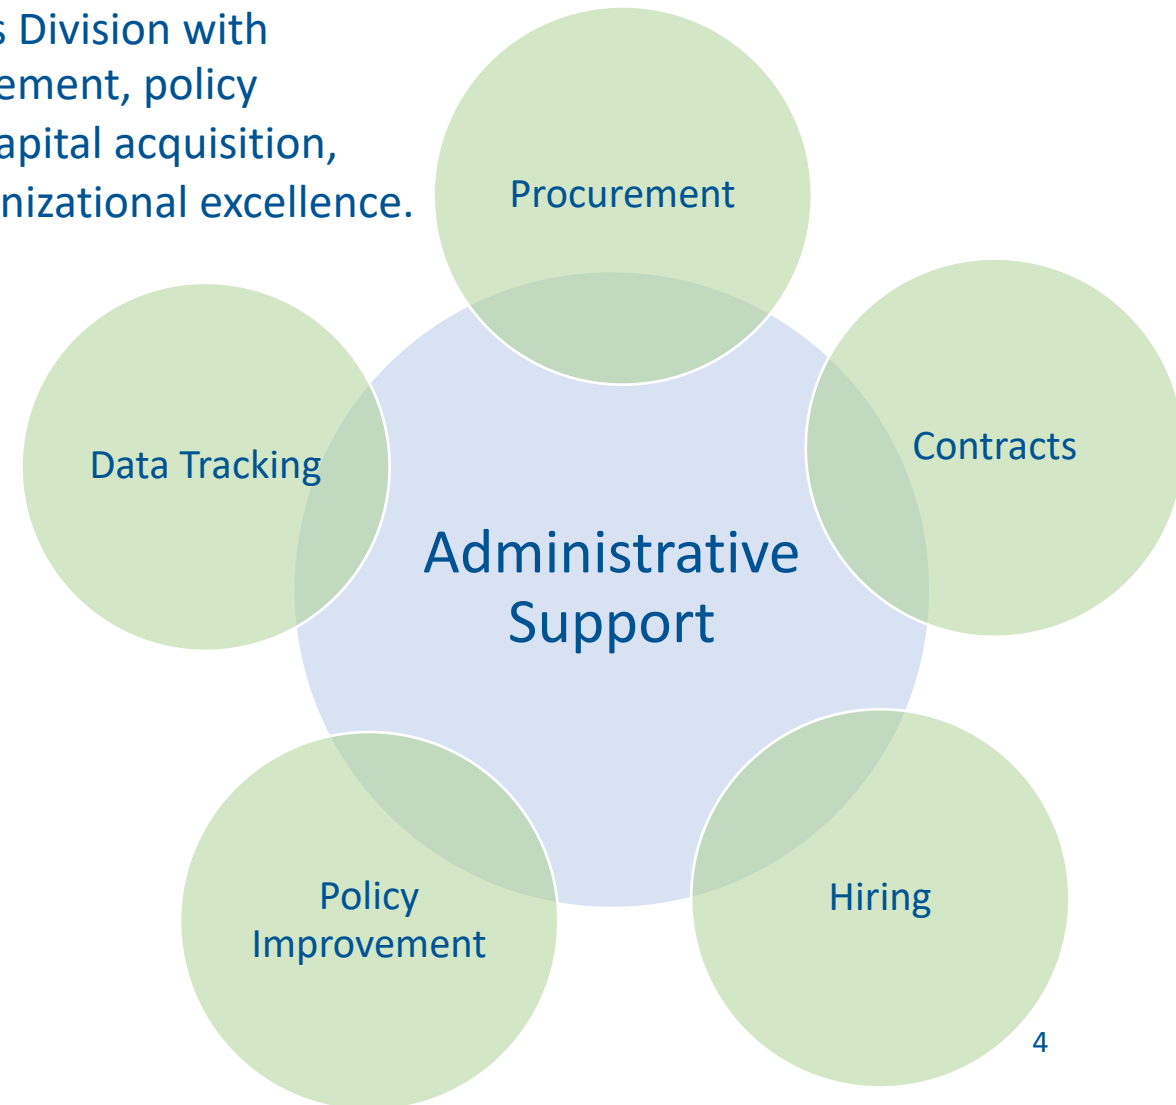 s Division with
ement, policy
apital acquisition,
nizational excellence.
Procurement
Contracts
Data Tracking
Administrative
Support
Policy
Improvement
Hiring
4